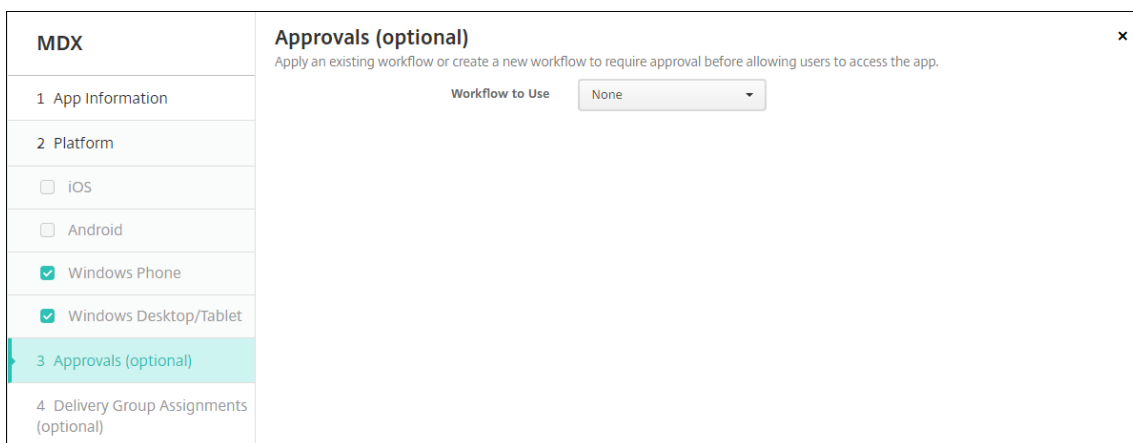 MDX
1 App Information
2 Platform
iOS
Android
Windows Phone
Windows Desktop/Tablet
3 Approvals (optional)
4 Delivery Group Assignments
(optional)
Approvals (optional)
Apply an existing workflow or create a new workflow to require approval before allowing users to access the app.
Workflow to Use None